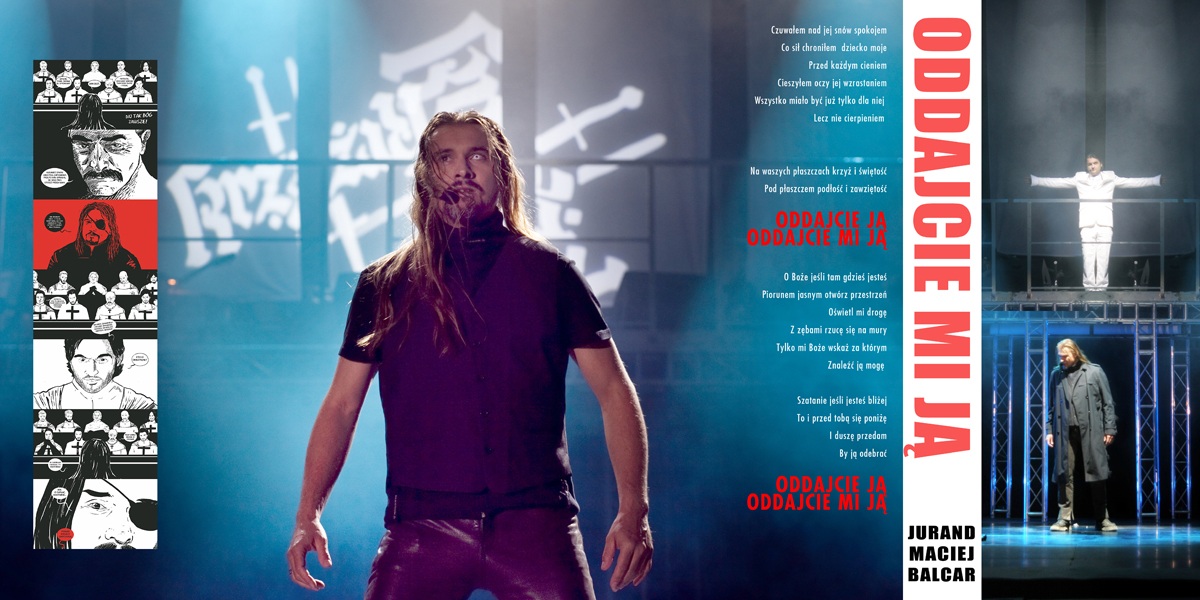 NO TAK BÓG
ZAWSZE!
Czuwałem nad jej snów spokojem
Co sił chroniłem dziecko moje
Przed każdym cieniem
Cieszyłem oczy jej wzrastaniem
Wszystko miało być już tylko dla niej
Lecz nie cierpieniem
Na waszych płaszczach krzyż i świętość
Pod płaszczem podłość i zawziętość
ODDAJCIE JĄ
ODDAJCIE MI JĄ
O Boże jeśli tam gdzieś jesteś
Piorunem jasnym otwórz przestrzeń
Oświetl mi drogę
Z zębami rzucę się na mury
Tylko mi Boże wskaż za którym
Znaleźć ją mogę
Szatanie jeśli jesteś bliżej
To i przed tobą się poniżę
I duszę przedam
By ją odebrać
ODDAJCIE JĄ
ODDAJCIE MI JĄ
ODDAJCIE MI JĄ
JURAND
MACIEJ
BALCAR